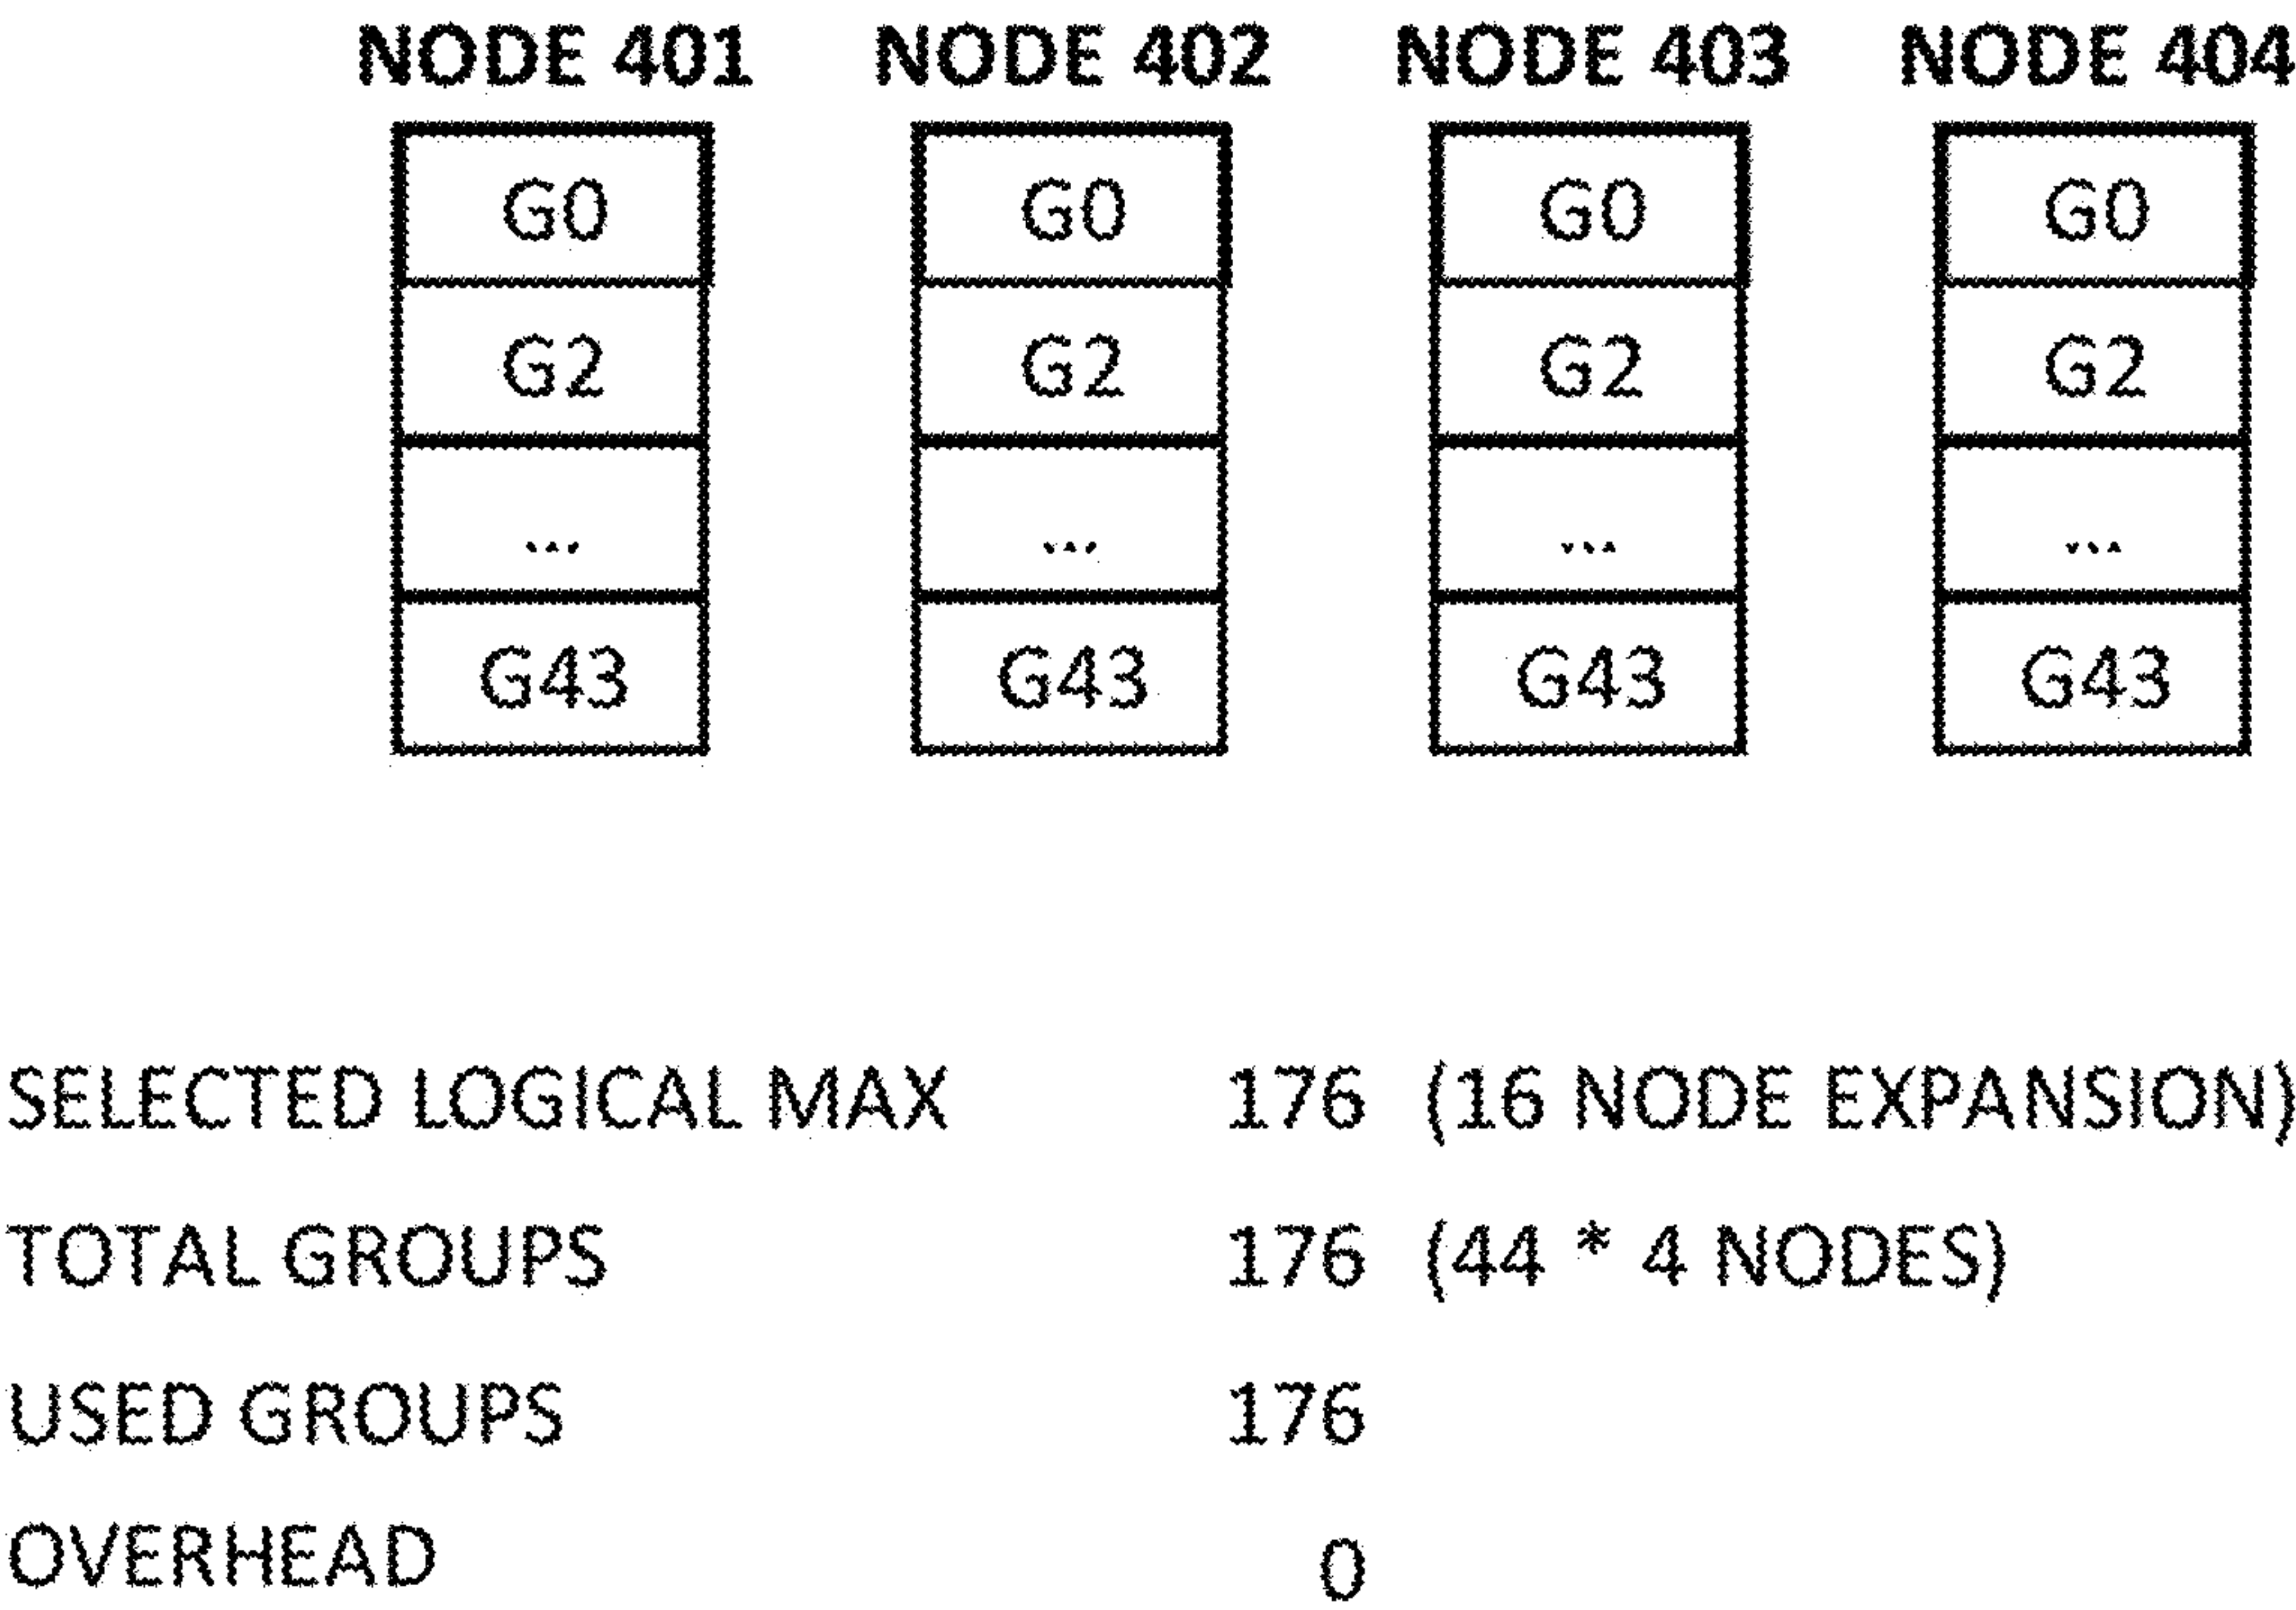 NODE 401 NODE 402 NODE 403 NODE 404
G0 G0 G0 G0
G2 G2 G2 G2
... ... ... ...
G43 G43 G43 G43
SELECTED LOGICAL MAX 176 (16 NODE EXPANSION)
TOTAL GROUPS 176 (44 * 4 NODES)
USED GROUPS 176
OVERHEAD 0